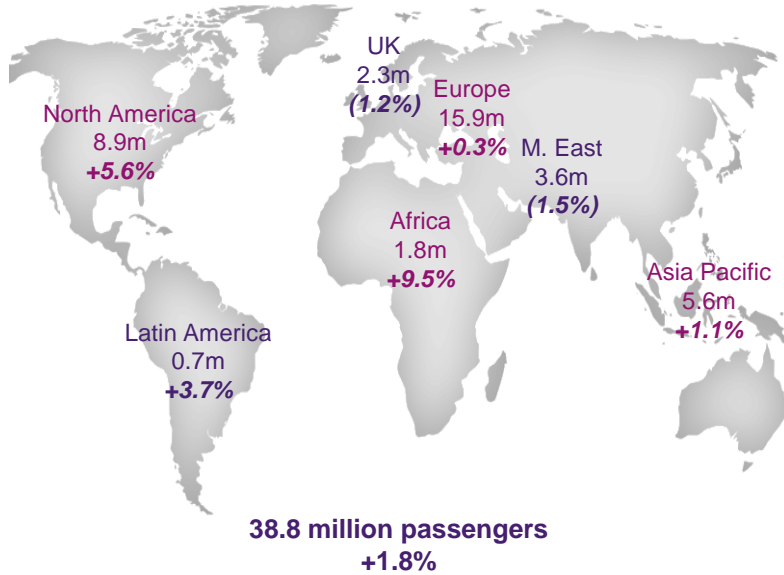 UK
2.3m
(1.2%)
Europe
15.9m
+0.3%
North America
8.9m
+5.6%
M. East
3.6m
(1.5%)
Africa
1.8m
+9.5%
Asia Pacific
5.6m
+1.1%
Latin America
0.7m
+3.7%
38.8 million passengers
+1.8%